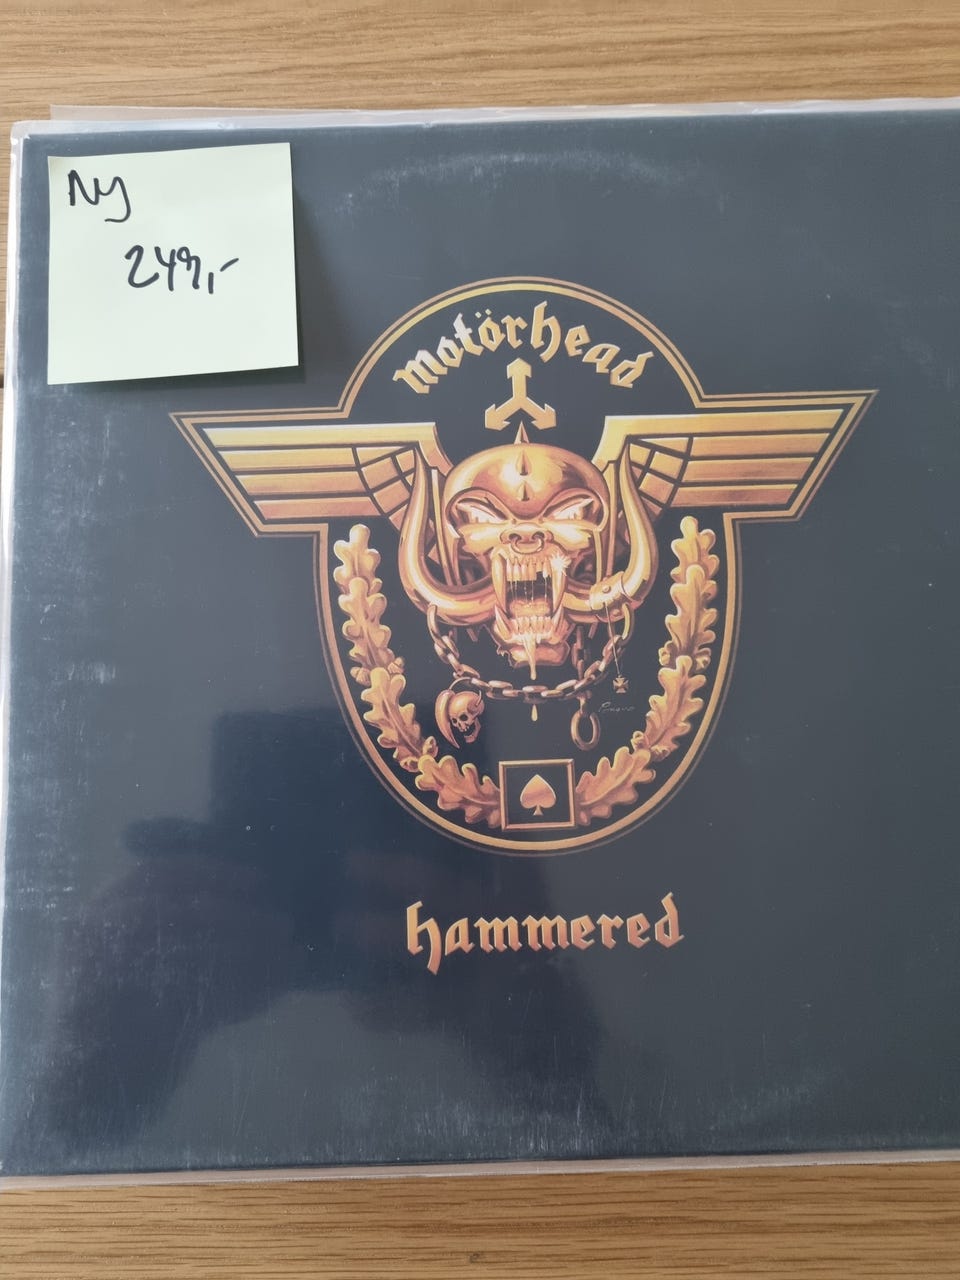 Ny
249,-
motörhead
hammered